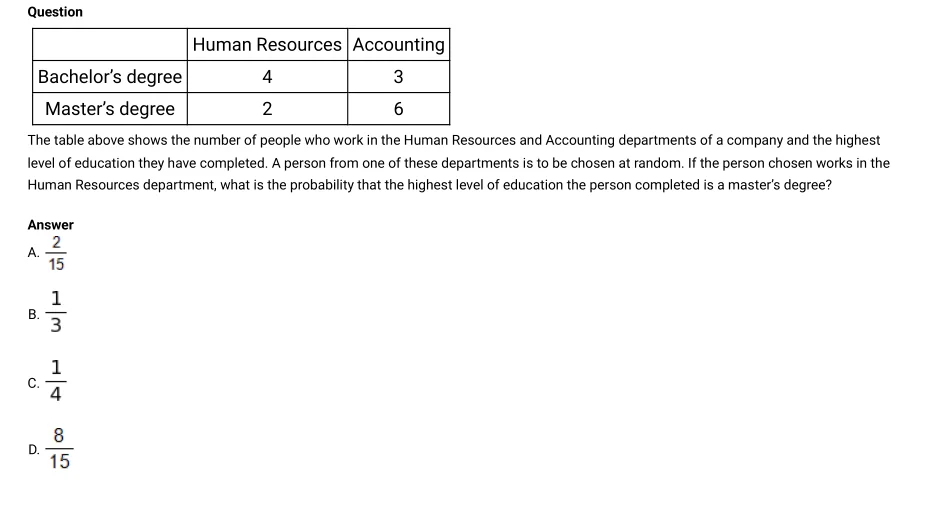 Question
Human Resources Accounting
Bachelor’s degree 4 3
Master’s degree 2 6
The table above shows the number of people who work in the Human Resources and Accounting departments of a company and the highest
level of education they have completed. A person from one of these departments is to be chosen at random. If the person chosen works in the
Human Resources department, what is the probability that the highest level of education the person completed is a master’s degree?
Answer
A. 2/15
B. 1/3
C. 1/4
D. 8/15